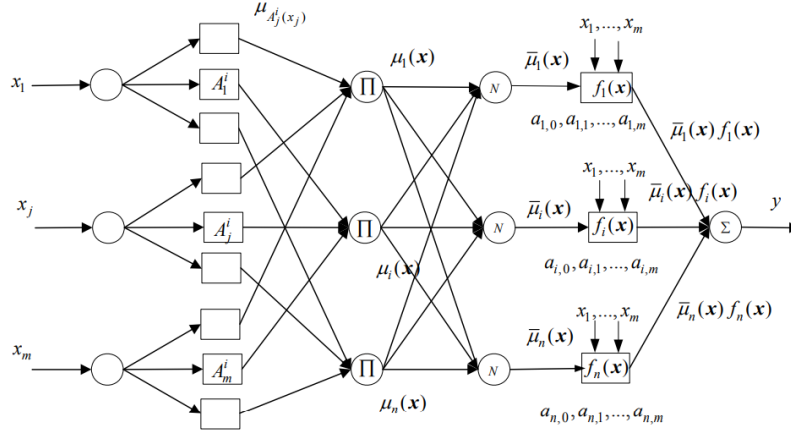 μ_{A_j^i(x_j)}
x_1,...,x_m
μ_1(x)
μ̄_1(x)
x_1
A_1^i
Π
N
f_1(x)
a_{1,0}, a_{1,1},..., a_{1,m}
μ̄_1(x) f_1(x)
x_1,...,x_m
μ̄_i(x) f_i(x)
x_j
μ̄_i(x)
y
A_j^i
Π
N
f_i(x)
Σ
μ_i(x)
a_{i,0}, a_{i,1},..., a_{i,m}
μ̄_n(x) f_n(x)
x_1,...,x_m
μ̄_n(x)
x_m
A_m^i
Π
N
f_n(x)
μ_n(x)
a_{n,0}, a_{n,1},..., a_{n,m}